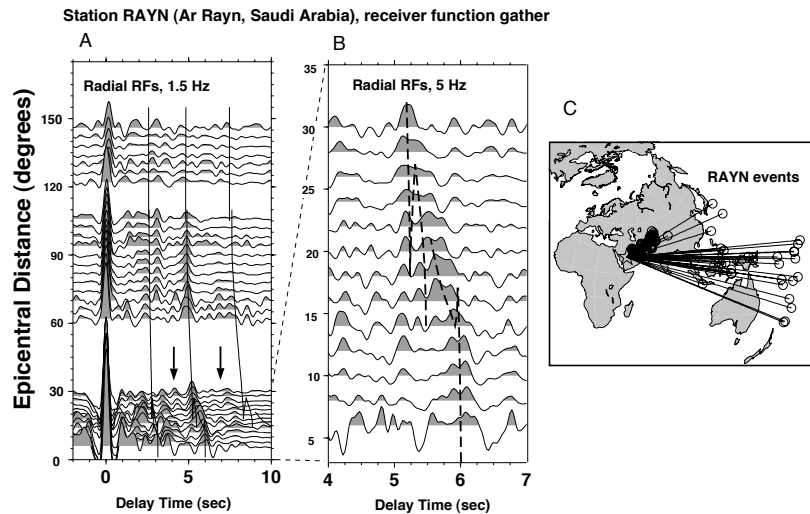 Station RAYN (Ar Rayn, Saudi Arabia), receiver function gather
A
Radial RFs, 1.5 Hz
Epicentral Distance (degrees)
150
120
90
60
30
0
0
5
10
Delay Time (sec)
B
Radial RFs, 5 Hz
35
30
25
20
15
10
5
4
5
6
7
Delay Time (sec)
C
RAYN events